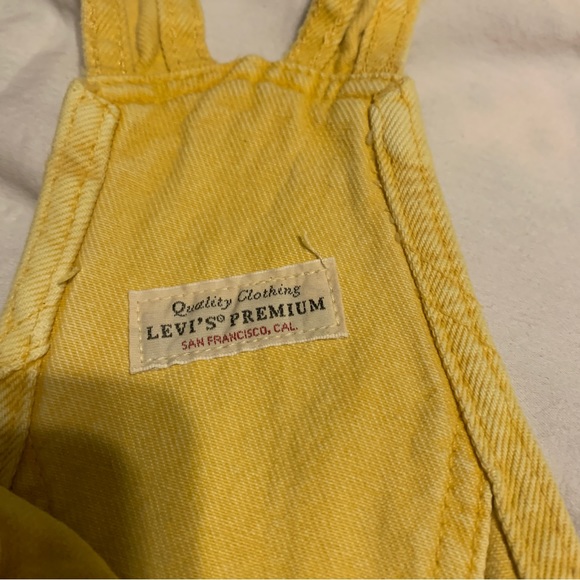 Quality Clothing
LEVI'S® PREMIUM
SAN FRANCISCO, CAL.